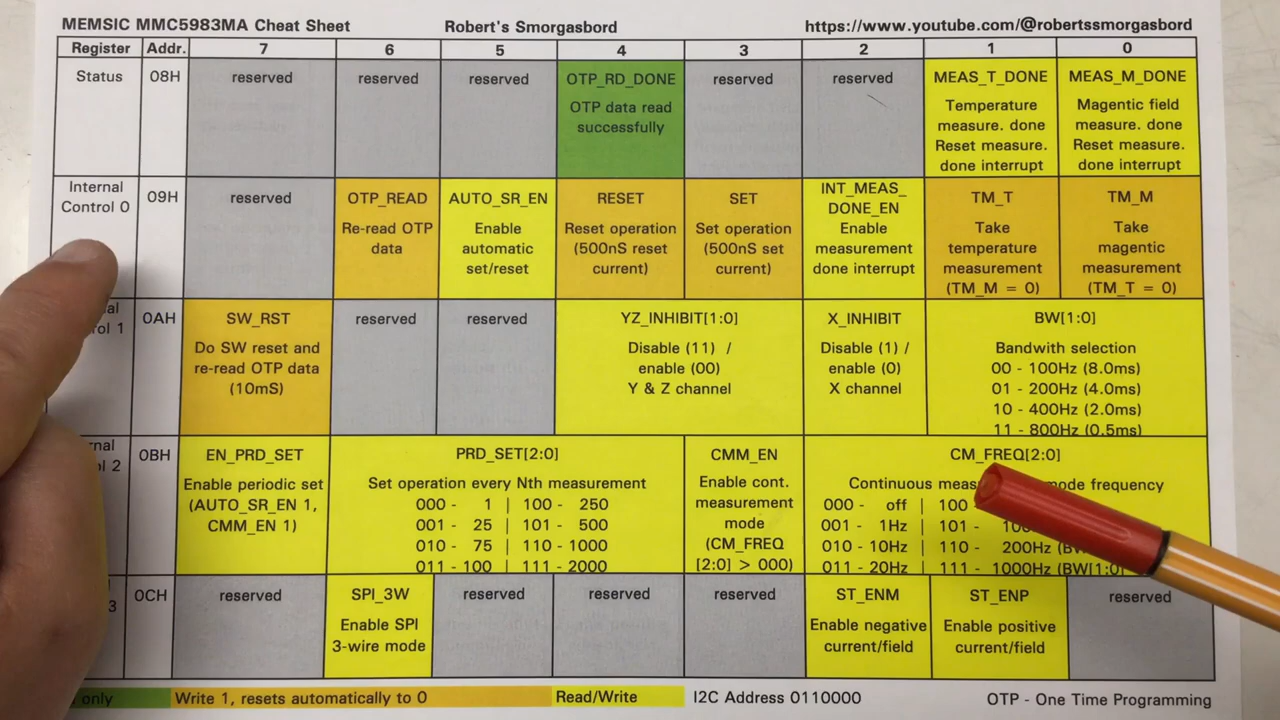 MEMSIC MMC5983MA Cheat Sheet Robert's Smorgasbord https://www.youtube.com/@robertssmorgasbord
Register Addr. 7 6 5 4 3 2 1 0
Status 08H reserved reserved reserved OTP_RD_DONE reserved reserved MEAS_T_DONE MEAS_M_DONE
OTP data read Temperature Magentic field
successfully measure. done measure. done
Reset measure. Reset measure.
done interrupt done interrupt
Internal
Control 0 09H reserved OTP_READ AUTO_SR_EN RESET SET INT_MEAS_ TM_T TM_M
DONE_EN
Re-read OTP Enable Reset operation Set operation Enable Take Take
data automatic (500nS reset (500nS set measurement temperature magentic
set/reset current) current) done interrupt measurement measurement
(TM_M = 0) (TM_T = 0)
0AH SW_RST reserved reserved YZ_INHIBIT[1:0] X_INHIBIT BW[1:0]
1
Do SW reset and Disable (11) / Disable (1) / Bandwith selection
re-read OTP data enable (00) enable (0) 00 - 100Hz (8.0ms)
(10mS) Y & Z channel X channel 01 - 200Hz (4.0ms)
10 - 400Hz (2.0ms)
11 - 800Hz (0.5ms)
0BH EN_PRD_SET PRD_SET[2:0] CMM_EN CM_FREQ[2:0]
2
Enable periodic set Set operation every Nth measurement Enable cont. Continuous frequency
(AUTO_SR_EN 1, 000 - 1 | 100 - 250 measurement 000 - off | 100
CMM_EN 1) 001 - 25 | 101 - 500 mode 001 - 1Hz | 101 -
010 - 75 | 110 - 1000 (CM_FREQ 010 - 10Hz | 110 - 200Hz
011 - 100 | 111 - 2000 [2:0] > 000) 011 - 20Hz | 111 - 1000Hz (BW[1:0]
3 0CH reserved SPI_3W reserved reserved reserved ST_ENM ST_ENP reserved
Enable SPI Enable negative Enable positive
3-wire mode current/field current/field
only Write 1, resets automatically to 0 Read/Write I2C Address 0110000 OTP - One Time Programming